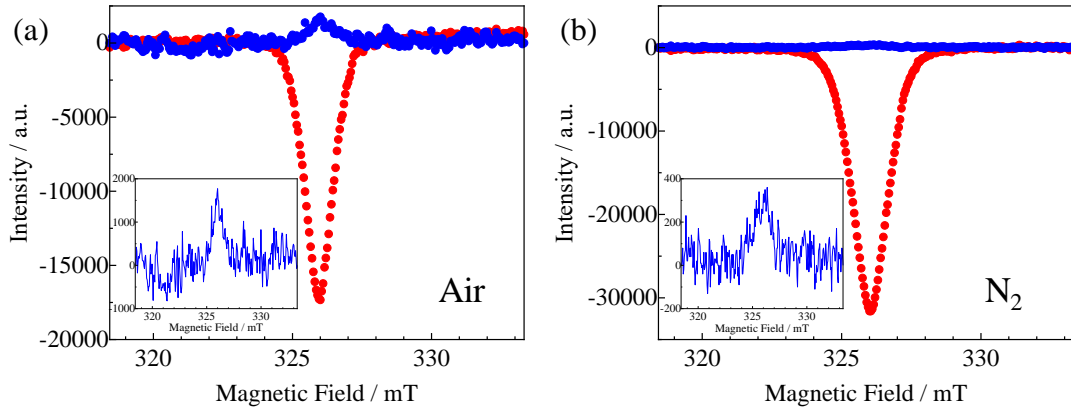 (a)
0
-5000
-10000
-15000
-20000
Intensity / a.u.
320
325
330
Magnetic Field / mT
Air
2000
1000
0
1000
320
330
Magnetic Field / mT
(b)
0
-10000
-20000
-30000
Intensity / a.u.
320
325
330
Magnetic Field / mT
N₂
400
200
0
-200
320
330
Magnetic Field / mT